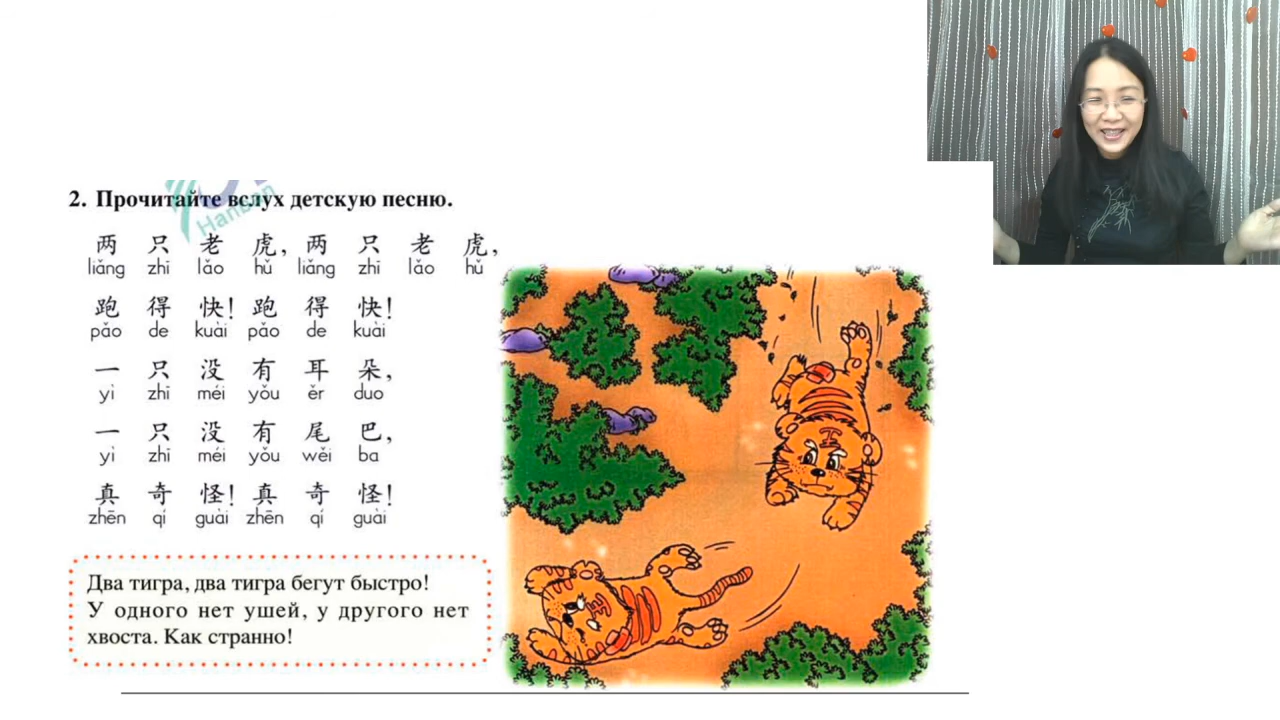 2. Прочитайте вслух детскую песню.
Hanban
两 只 老 虎, 两 只 老 虎,
liǎng zhī lǎo hǔ liǎng zhī lǎo hǔ
跑 得 快! 跑 得 快!
pǎo de kuài pǎo de kuài
一 只 没 有 耳 朵,
yì zhī méi yǒu ěr duo
一 只 没 有 尾 巴,
yì zhī méi yǒu wěi ba
真 奇 怪! 真 奇 怪!
zhēn qí guài zhēn qí guài
Два тигра, два тигра бегут быстро!
У одного нет ушей, у другого нет
хвоста. Как странно!